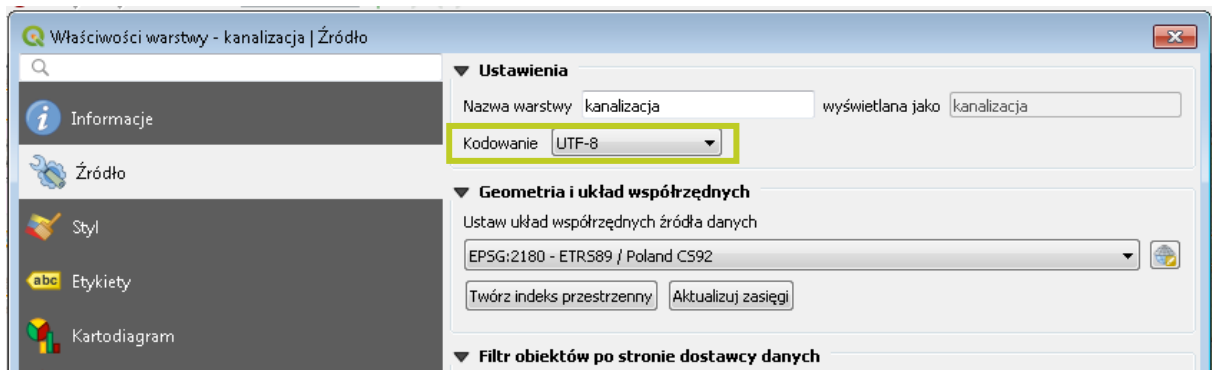 Właściwości warstwy - kanalizacja | Źródło
Informacje
Źródło
Styl
abc Etykiety
Kartodiagram
Ustawienia
Nazwa warstwy kanalizacja wyświetlana jako kanalizacja
Kodowanie UTF-8
Geometria i układ współrzędnych
Ustaw układ współrzędnych źródła danych
EPSG:2180 - ETRS89 / Poland CS92
Twórz indeks przestrzenny Aktualizuj zasięgi
Filtr obiektów po stronie dostawcy danych